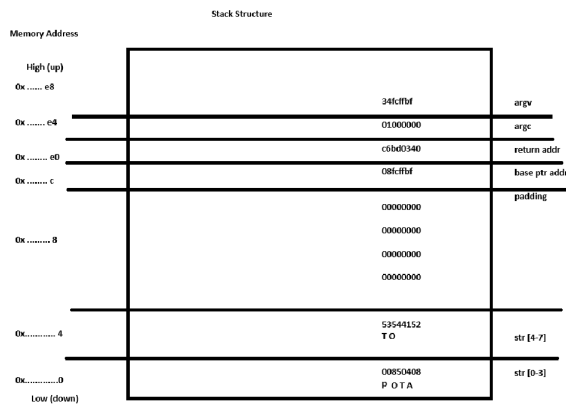 Stack Structure
Memory Address
High (up)
0x ...... e8
34fcffbf argv
0x ....... e4 01000000 argc
c6bd0340 return addr
0x ........ e0
08fcffbf base ptr addr
0x ........ c
padding
00000000
00000000
0x ......... 8
00000000
00000000
53544152
0x............ 4 T O str [4-7]
00850408 str [0-3]
0x.............0 P O T A
Low (down)